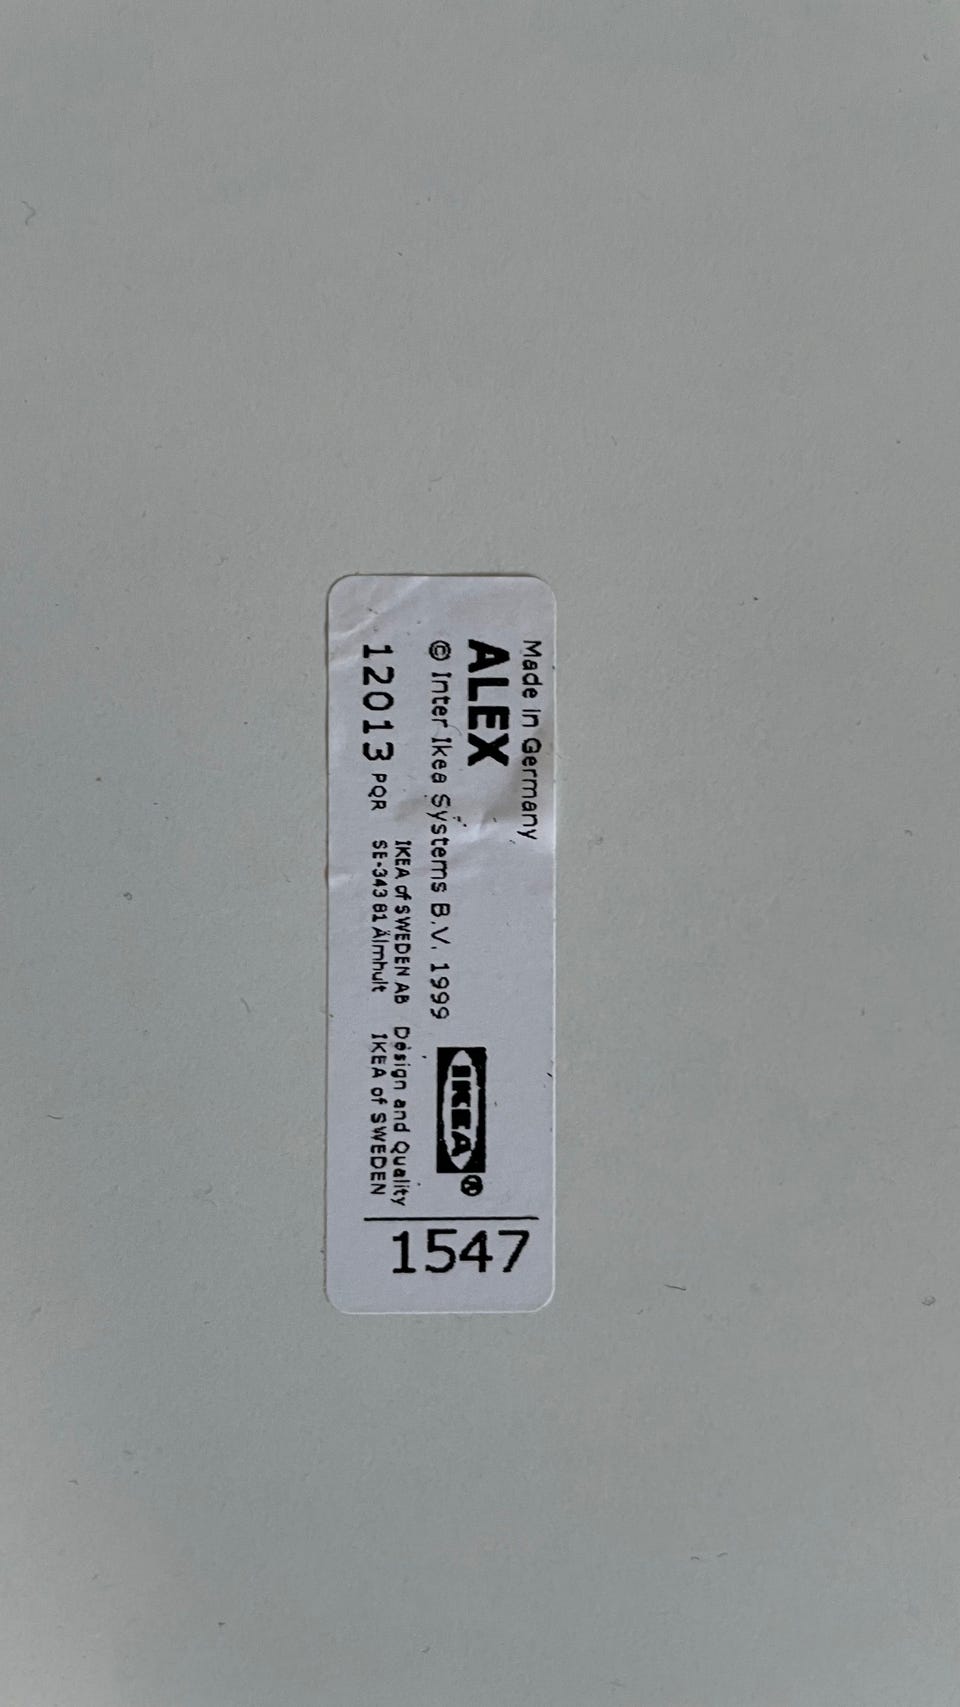 Made in Germany
ALEX
© Inter Ikea Systems B.V. 1999
IKEA®
12013 PQR
IKEA of SWEDEN AB
SE-343 81 Älmhult
Design and Quality
IKEA of SWEDEN
1547